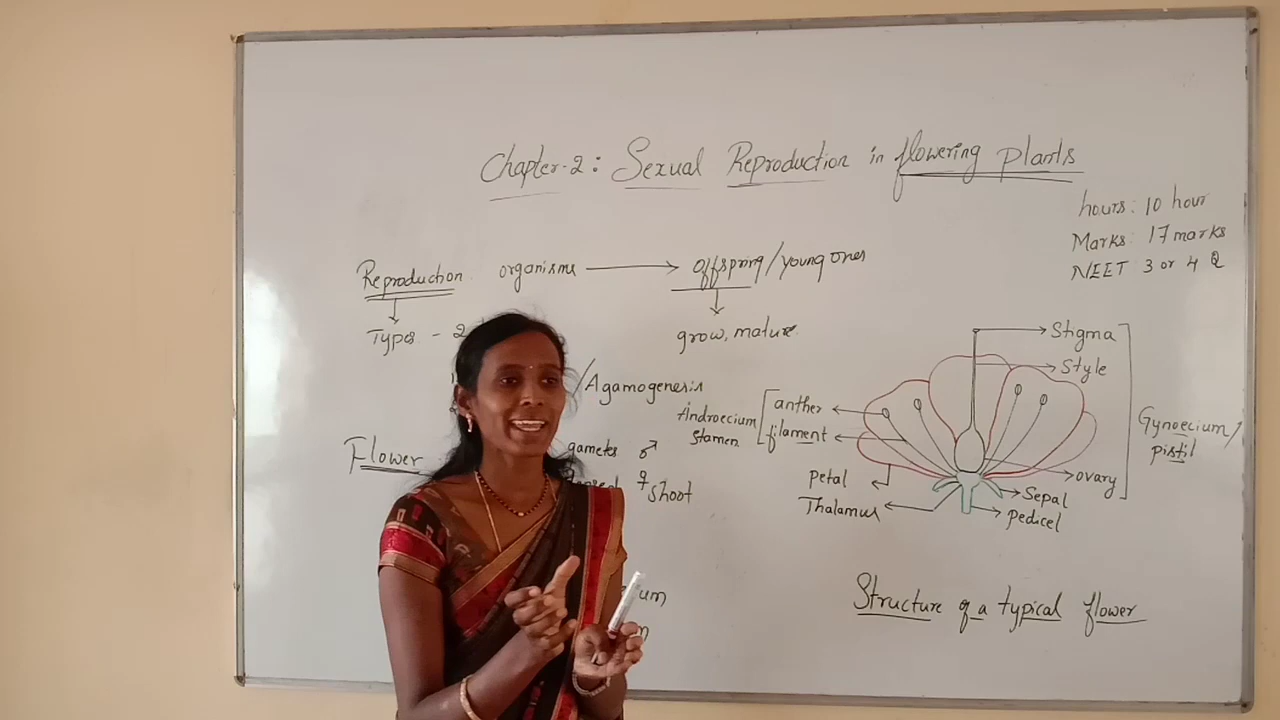 Chapter-2: Sexual Reproduction in flowering plants
hours: 10 hour
Marks: 17 marks
NEET: 3 or 4 Q
Reproduction organisms → offspring/young ones
Types - 2
grow, mature
/Agamogenesis
Flower
gametes ♂
♀
shoot
Stigma
Style
Androecium
stamen
anther
filament
Gynoecium/
pistil
Petal
Thalamus
ovary
Sepal
pedicel
Structure of a typical flower